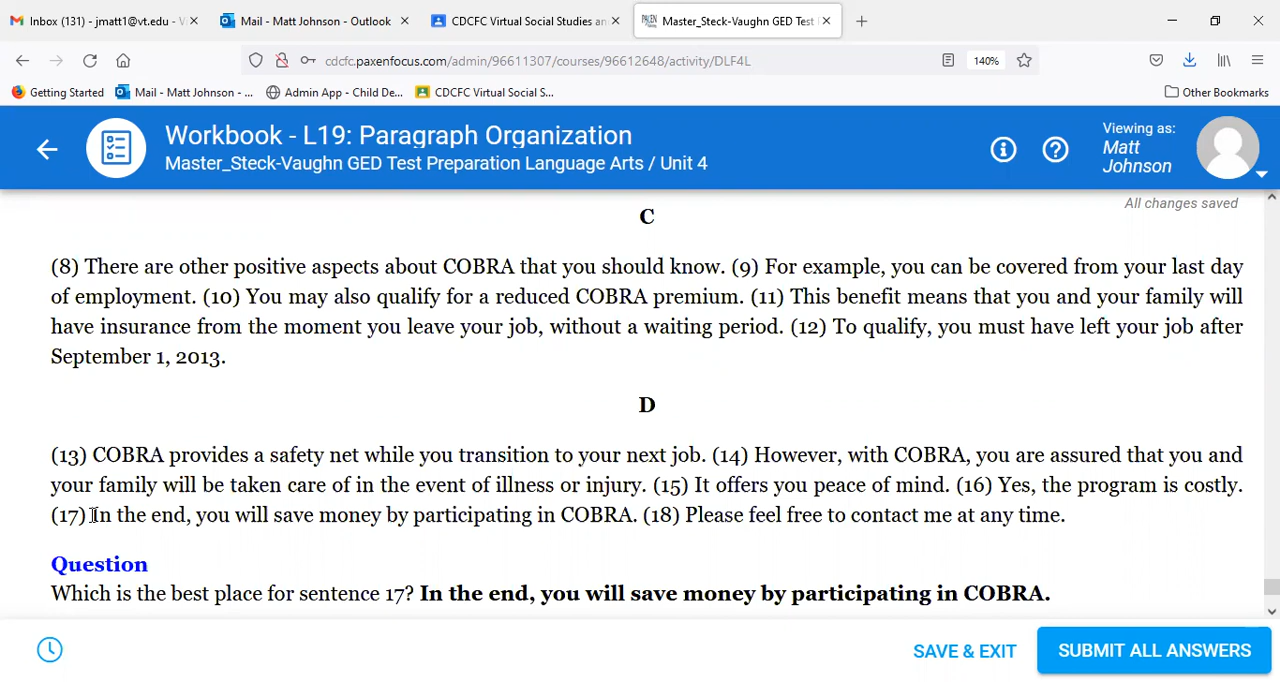 Inbox (131) - jmatt1@vt.edu - V
Mail - Matt Johnson - Outlook
CDCFC Virtual Social Studies an
PAXEN Master_Steck-Vaughn GED Test
cdcfc.paxenfocus.com/admin/96611307/courses/96612648/activity/DLF4L
140%
Getting Started
Mail - Matt Johnson - ...
Admin App - Child De...
CDCFC Virtual Social S...
Other Bookmarks
Workbook - L19: Paragraph Organization
Master_Steck-Vaughn GED Test Preparation Language Arts / Unit 4
Viewing as:
Matt
Johnson
All changes saved
C
(8) There are other positive aspects about COBRA that you should know. (9) For example, you can be covered from your last day
of employment. (10) You may also qualify for a reduced COBRA premium. (11) This benefit means that you and your family will
have insurance from the moment you leave your job, without a waiting period. (12) To qualify, you must have left your job after
September 1, 2013.
D
(13) COBRA provides a safety net while you transition to your next job. (14) However, with COBRA, you are assured that you and
your family will be taken care of in the event of illness or injury. (15) It offers you peace of mind. (16) Yes, the program is costly.
(17) In the end, you will save money by participating in COBRA. (18) Please feel free to contact me at any time.
Question
Which is the best place for sentence 17? In the end, you will save money by participating in COBRA.
SAVE & EXIT
SUBMIT ALL ANSWERS